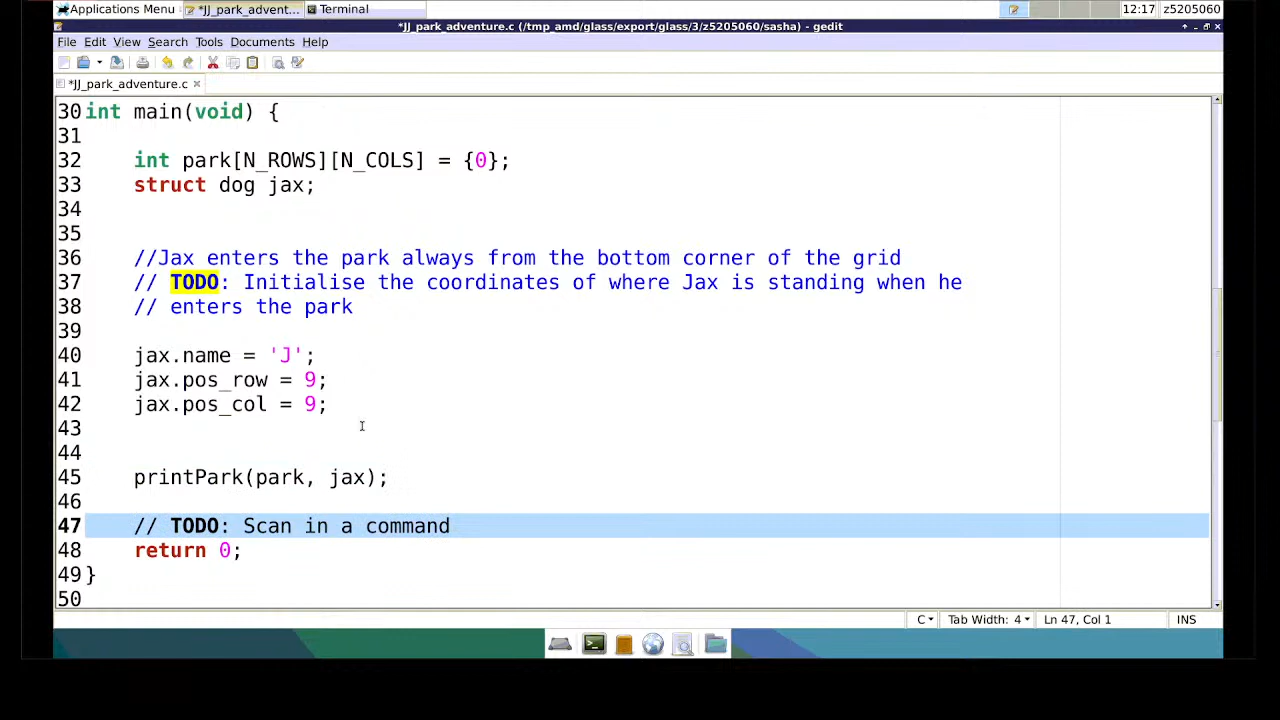 Applications Menu *JJ_park_advent... Terminal 12:17 z5205060
*JJ_park_adventure.c (/tmp_amd/glass/export/glass/3/z5205060/sasha) - gedit
File Edit View Search Tools Documents Help
*JJ_park_adventure.c
30 int main(void) {
31
32 int park[N_ROWS][N_COLS] = {0};
33 struct dog jax;
34
35
36 //Jax enters the park always from the bottom corner of the grid
37 // TODO: Initialise the coordinates of where Jax is standing when he
38 // enters the park
39
40 jax.name = 'J';
41 jax.pos_row = 9;
42 jax.pos_col = 9;
43
44
45 printPark(park, jax);
46
47 // TODO: Scan in a command
48 return 0;
49 }
50
C Tab Width: 4 Ln 47, Col 1 INS